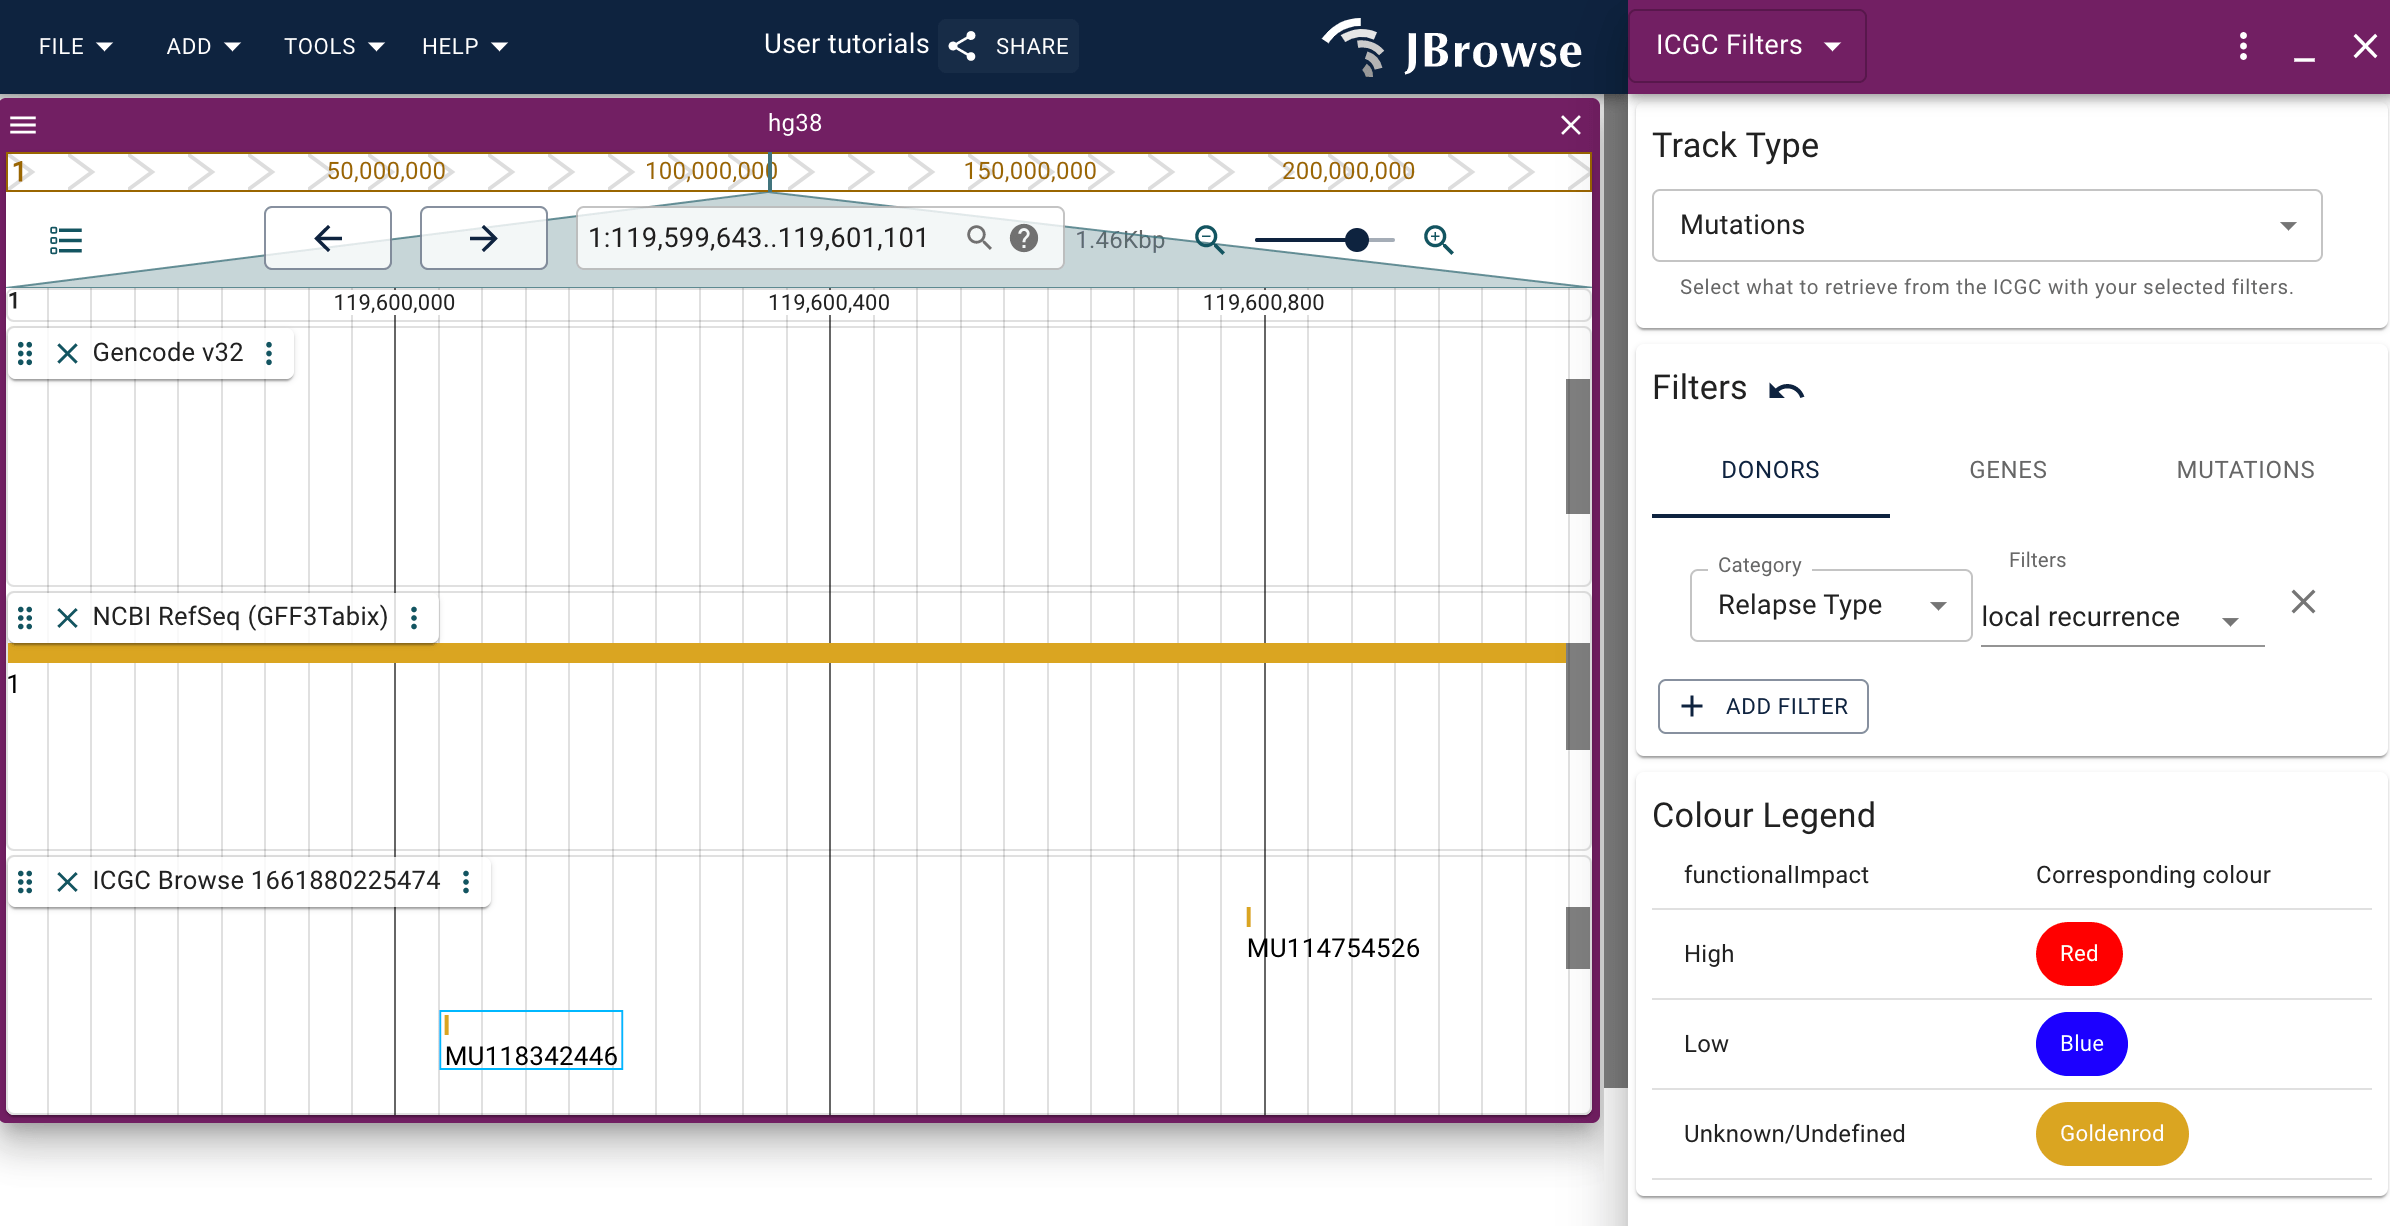 FILE ADD TOOLS HELP User tutorials SHARE JBrowse
hg38
1 50,000,000 100,000,000 150,000,000 200,000,000
1:119,599,643..119,601,101 ? 1.46Kbp
1 119,600,000 119,600,400 119,600,800
Gencode v32
NCBI RefSeq (GFF3Tabix)
1
ICGC Browse 1661880225474
MU114754526
MU118342446
ICGC Filters
Track Type
Mutations
Select what to retrieve from the ICGC with your selected filters.
Filters
DONORS GENES MUTATIONS
Category Filters
Relapse Type local recurrence
ADD FILTER
Colour Legend
functionalImpact Corresponding colour
High Red
Low Blue
Unknown/Undefined Goldenrod